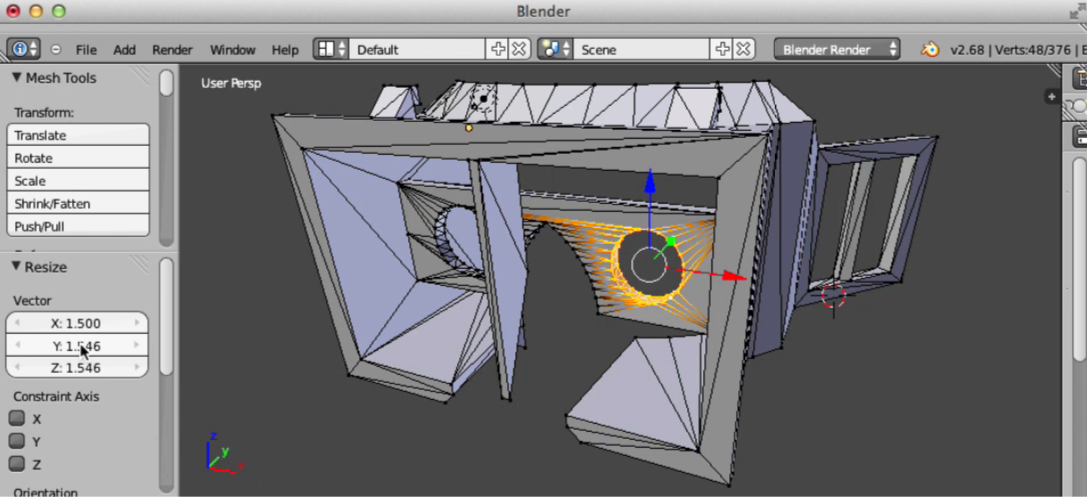 Blender
File Add Render Window Help Default Scene Blender Render v2.68 | Verts:48/376 |
Mesh Tools
User Persp
Transform:
Translate
Rotate
Scale
Shrink/Fatten
Push/Pull
Resize
Vector
X: 1.500
Y: 1.546
Z: 1.546
Constraint Axis
X
Y
Z
Orientation
z
y
x